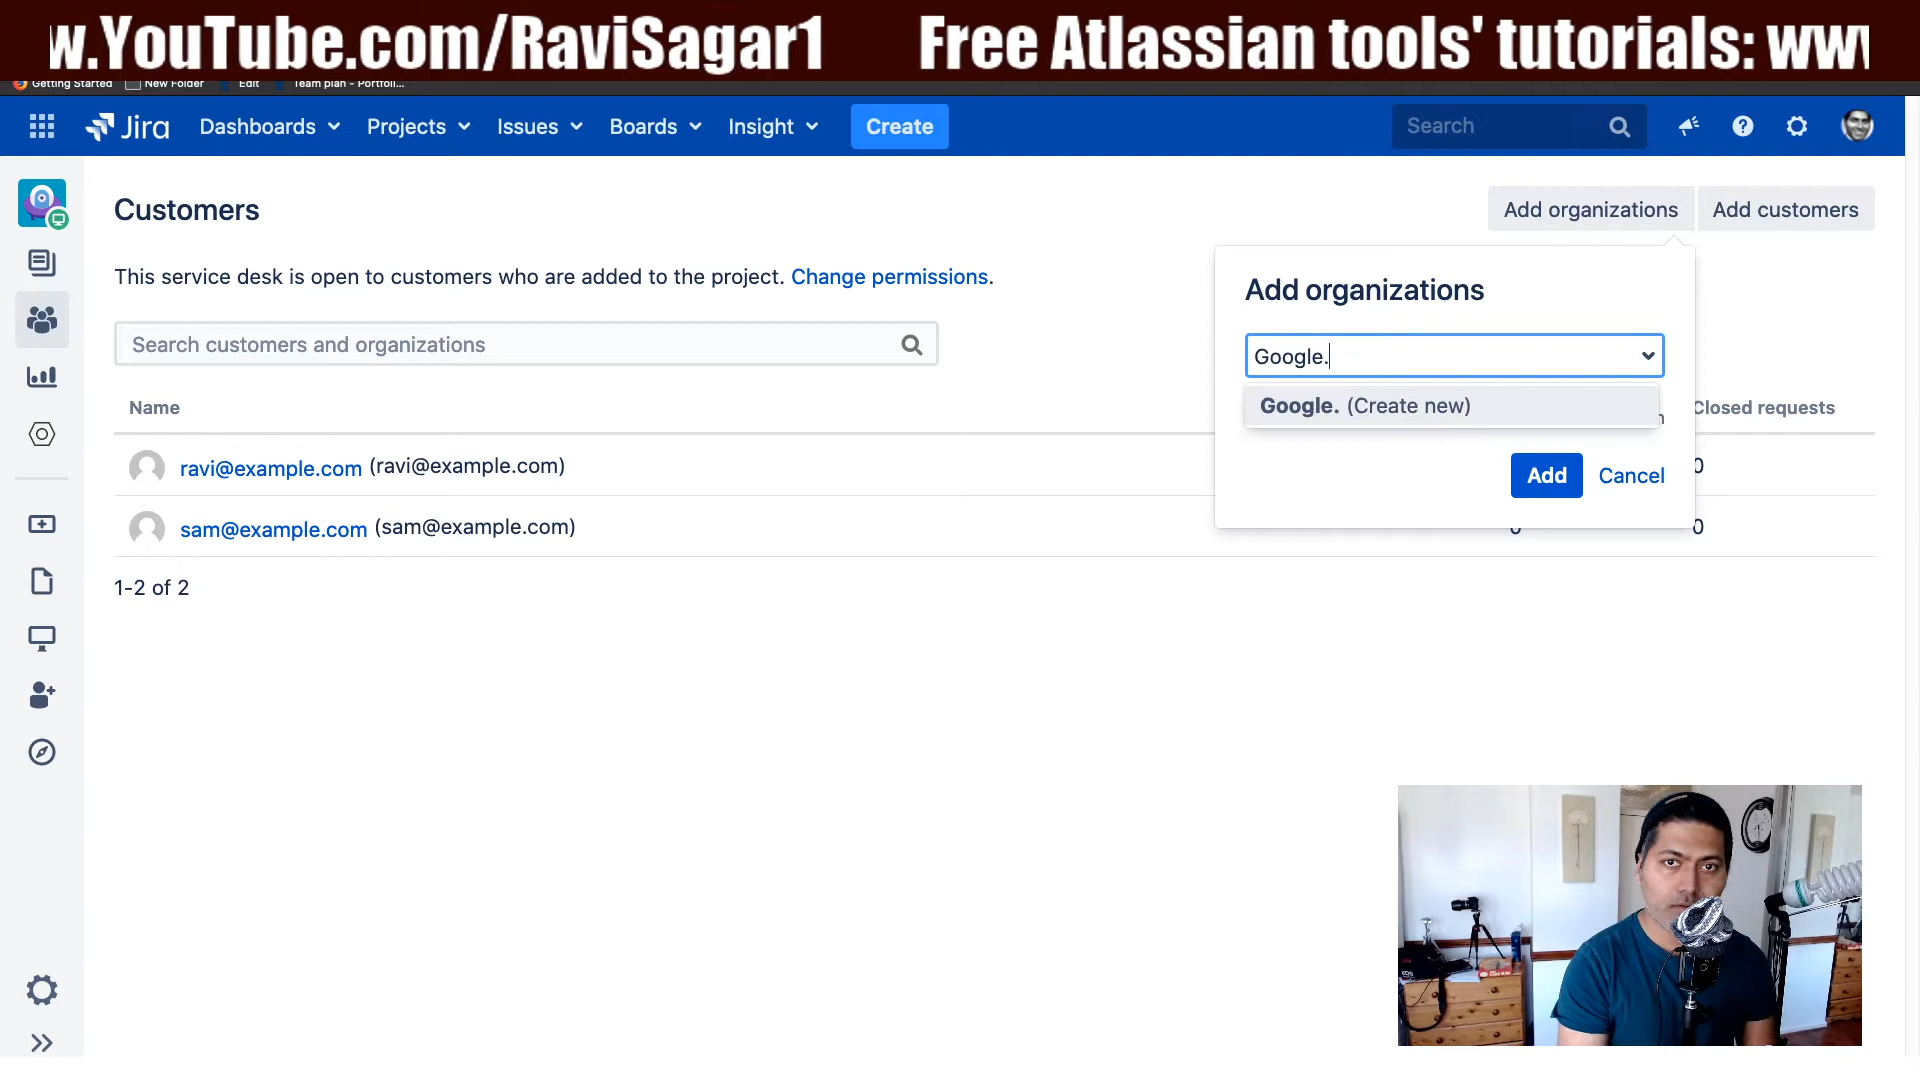 w.YouTube.com/RaviSagar1 Free Atlassian tools' tutorials: ww
Getting Started New Folder Edit Team plan - Portfoli...
Jira Dashboards Projects Issues Boards Insight Create Search
Customers
Add organizations Add customers
This service desk is open to customers who are added to the project. Change permissions.
Add organizations
Search customers and organizations
Google.
Google. (Create new)
Name
Closed requests
ravi@example.com (ravi@example.com)
0
Add Cancel
sam@example.com (sam@example.com)
0 0
1-2 of 2